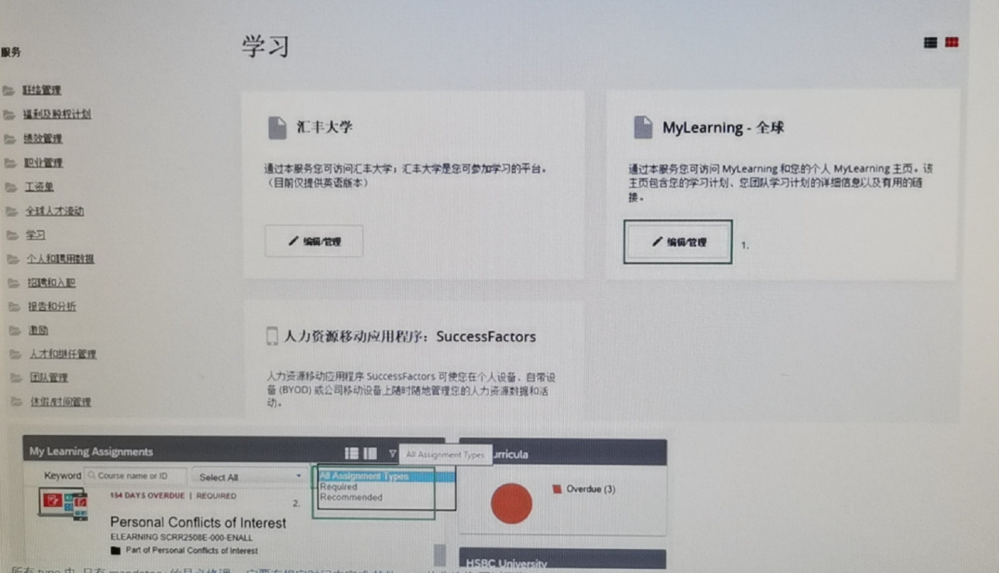 服务
联络管理
福利及股权计划
绩效管理
职业管理
工资单
全球人才流动
学习
个人和聘用数据
招聘和入职
报告和分析
激励
人才和继任管理
团队管理
休假/时间管理
学习
汇丰大学
通过本服务您可访问汇丰大学，汇丰大学是您可参加学习的平台。
（目前仅提供英语版本）
编辑/管理
MyLearning - 全球
通过本服务您可访问 MyLearning 和您的个人 MyLearning 主页。该
主页包含您的学习计划、您团队学习计划的详细信息以及有用的链
接。
编辑/管理
1.
人力资源移动应用程序：SuccessFactors
人力资源移动应用程序 SuccessFactors 可使您在个人设备、自带设
备 (BYOD) 或公司移动设备上随时随地管理您的人力资源数据和活
动。
My Learning Assignments
All Assignment Types
Keyword
Course name or ID
Select All
All Assignment Types
Required
Recommended
2.
154 DAYS OVERDUE | REQUIRED
Personal Conflicts of Interest
ELEARNING SCRR2508E-000-ENALL
Part of Personal Conflicts of Interest
urricula
Overdue (3)
HSBC University